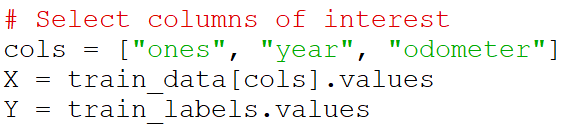 # Select columns of interest
cols = ["ones", "year", "odometer"]
X = train_data[cols].values
Y = train_labels.values